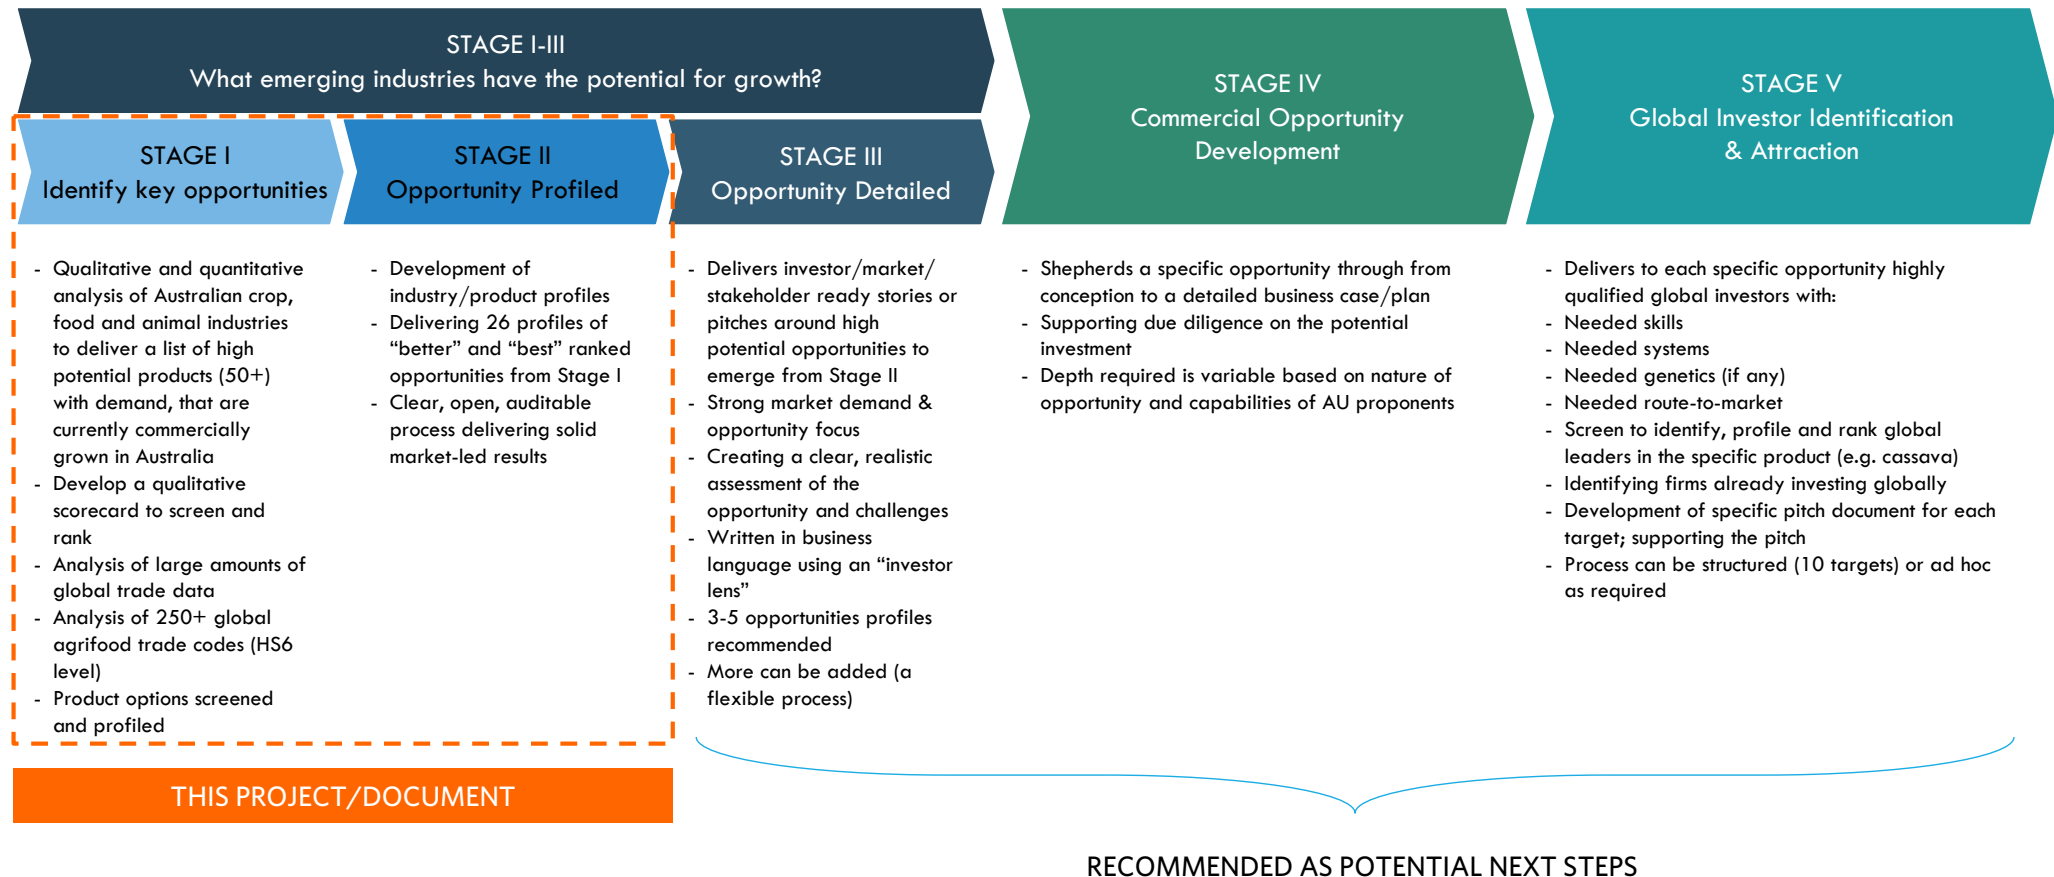 STAGE I-III
What emerging industries have the potential for growth?
STAGE I
Identify key opportunities
STAGE II
Opportunity Profiled
STAGE III
Opportunity Detailed
STAGE IV
Commercial Opportunity
Development
STAGE V
Global Investor Identification
& Attraction
- Qualitative and quantitative
analysis of Australian crop,
food and animal industries
to deliver a list of high
potential products (50+)
with demand, that are
currently commercially
grown in Australia
- Develop a qualitative
scorecard to screen and
rank
- Analysis of large amounts of
global trade data
- Analysis of 250+ global
agrifood trade codes (HS6
level)
- Product options screened
and profiled
- Development of
industry/product profiles
- Delivering 26 profiles of
“better” and “best” ranked
opportunities from Stage I
- Clear, open, auditable
process delivering solid
market-led results
- Delivers investor/market/
stakeholder ready stories or
pitches around high
potential opportunities to
emerge from Stage II
- Strong market demand &
opportunity focus
- Creating a clear, realistic
assessment of the
opportunity and challenges
- Written in business
language using an “investor
lens”
- 3-5 opportunities profiles
recommended
- More can be added (a
flexible process)
- Shepherds a specific opportunity through from
conception to a detailed business case/plan
- Supporting due diligence on the potential
investment
- Depth required is variable based on nature of
opportunity and capabilities of AU proponents
- Delivers to each specific opportunity highly
qualified global investors with:
- Needed skills
- Needed systems
- Needed genetics (if any)
- Needed route-to-market
- Screen to identify, profile and rank global
leaders in the specific product (e.g. cassava)
- Identifying firms already investing globally
- Development of specific pitch document for each
target; supporting the pitch
- Process can be structured (10 targets) or ad hoc
as required
THIS PROJECT/DOCUMENT
RECOMMENDED AS POTENTIAL NEXT STEPS